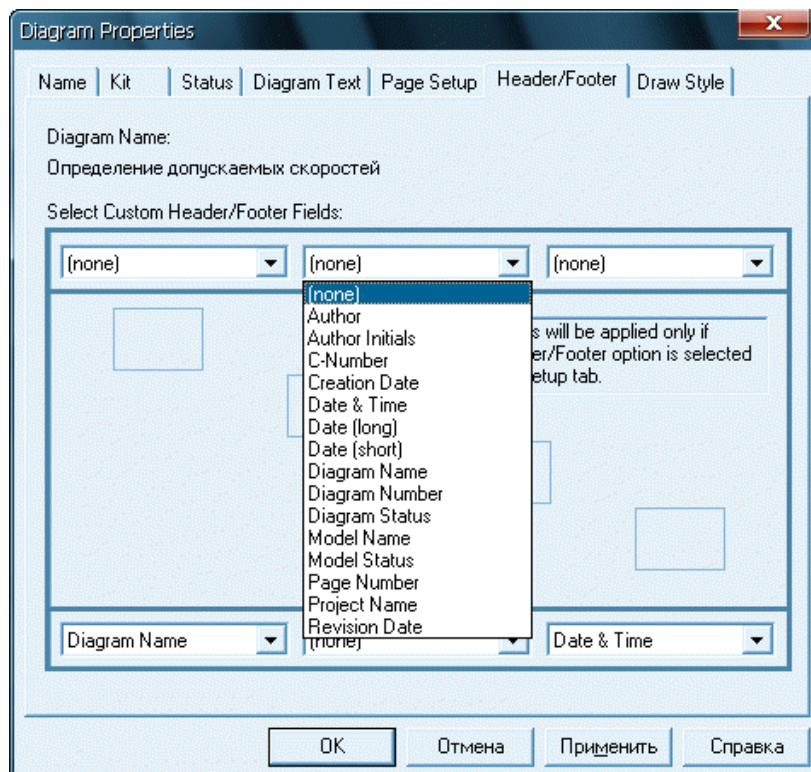 Diagram Properties
Name Kit Status Diagram Text Page Setup Header/Footer Draw Style
Diagram Name:
Определение допускаемых скоростей
Select Custom Header/Footer Fields:
(none) (none) (none)
(none)
Author
Author Initials
C-Number
Creation Date
Date & Time
Date (long)
Date (short)
Diagram Name
Diagram Number
Diagram Status
Model Name
Model Status
Page Number
Project Name
Revision Date
s will be applied only if
er/Footer option is selected
etup tab.
Diagram Name (none) Date & Time
OK Отмена Применить Справка